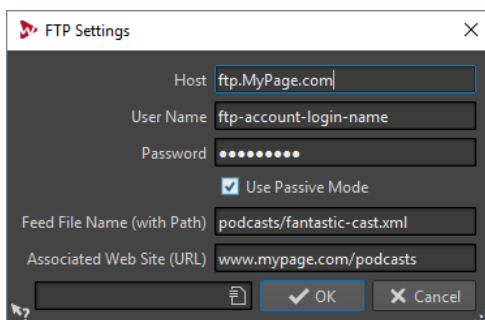 FTP Settings
Host ftp.MyPage.com
User Name ftp-account-login-name
Password •••••••••
Use Passive Mode
Feed File Name (with Path) podcasts/fantastic-cast.xml
Associated Web Site (URL) www.mypage.com/podcasts
? OK Cancel